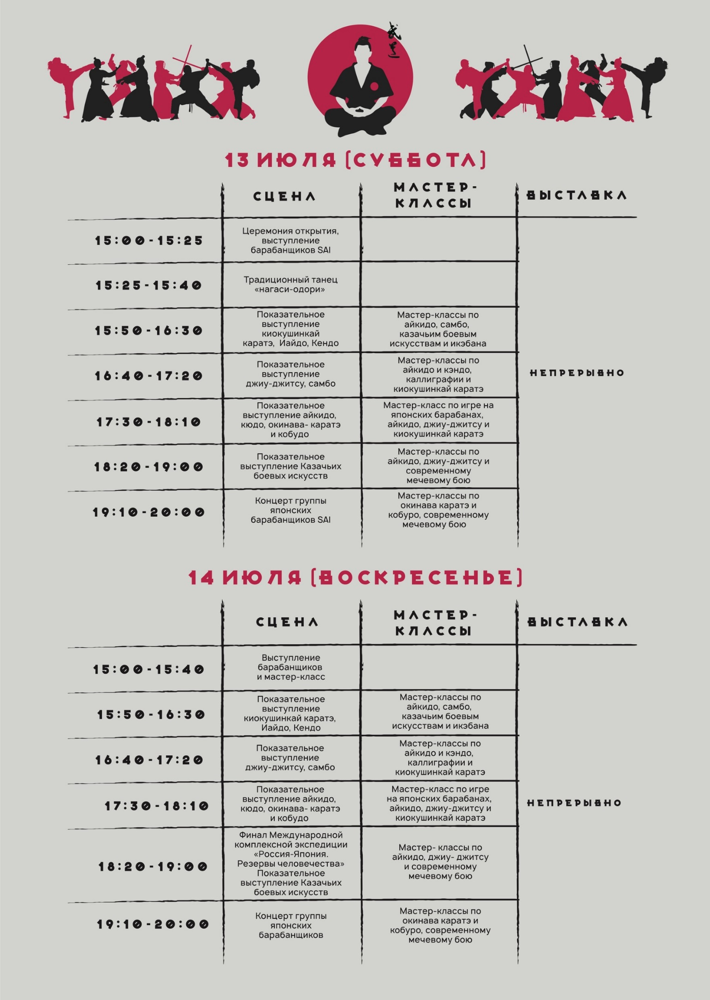 武
道
13 ИЮЛЯ (СУББОТА)
СЦЕНА
МАСТЕР-
КЛАССЫ
ВЫСТАВКА
15:00-15:25
Церемония открытия,
выступление
барабанщиков SAI
15:25-15:40
Традиционный танец
«нагаси-одори»
15:50-16:30
Показательное
выступление
киокушинкай
каратэ, Иайдо, Кендо
Мастер-классы по
айкидо, самбо,
казачьим боевым
искусствам и икэбана
16:40-17:20
Показательное
выступление
джиу-джитсу, самбо
Мастер-классы по
айкидо и кэндо,
каллиграфии и
киокушинкай каратэ
НЕПРЕРЫВНО
17:30-18:10
Показательное
выступление айкидо,
кюдо, окинава- каратэ
и кобудо
Мастер-класс по игре на
японских барабанах,
айкидо, джиу-джитсу и
киокушинкай каратэ
18:20-19:00
Показательное
выступление Казачьих
боевых искусств
Мастер-классы по
айкидо, джиу-джитсу и
современному
мечевому бою
19:10-20:00
Концерт группы
японских
барабанщиков SAI
Мастер-классы по
окинава каратэ и
кобуро, современному
мечевому бою
14 ИЮЛЯ (ВОСКРЕСЕНЬЕ)
СЦЕНА
МАСТЕР-
КЛАССЫ
ВЫСТАВКА
15:00-15:40
Выступление
барабанщиков
и мастер-класс
15:50-16:30
Показательное
выступление
киокушинкай каратэ,
Иайдо, Кендо
Мастер-классы по
айкидо, самбо,
казачьим боевым
искусствам и икэбана
16:40-17:20
Показательное
выступление
джиу-джитсу, самбо
Мастер-классы по
айкидо и кэндо,
каллиграфии и
киокушинкай каратэ
17:30-18:10
Показательное
выступление айкидо,
кюдо, окинава- каратэ
и кобудо
Мастер-класс по игре
на японских барабанах,
айкидо, джиу-джитсу и
киокушинкай каратэ
НЕПРЕРЫВНО
18:20-19:00
Финал Международной
комплексной экспедиции
«Россия-Япония.
Резервы человечества»
Показательное
выступление Казачьих
боевых искусств
Мастер- классы по
айкидо, джиу- джитсу
и современному
мечевому бою
19:10-20:00
Концерт группы
японских
барабанщиков
Мастер-классы по
окинава каратэ и
кобуро, современному
мечевому бою